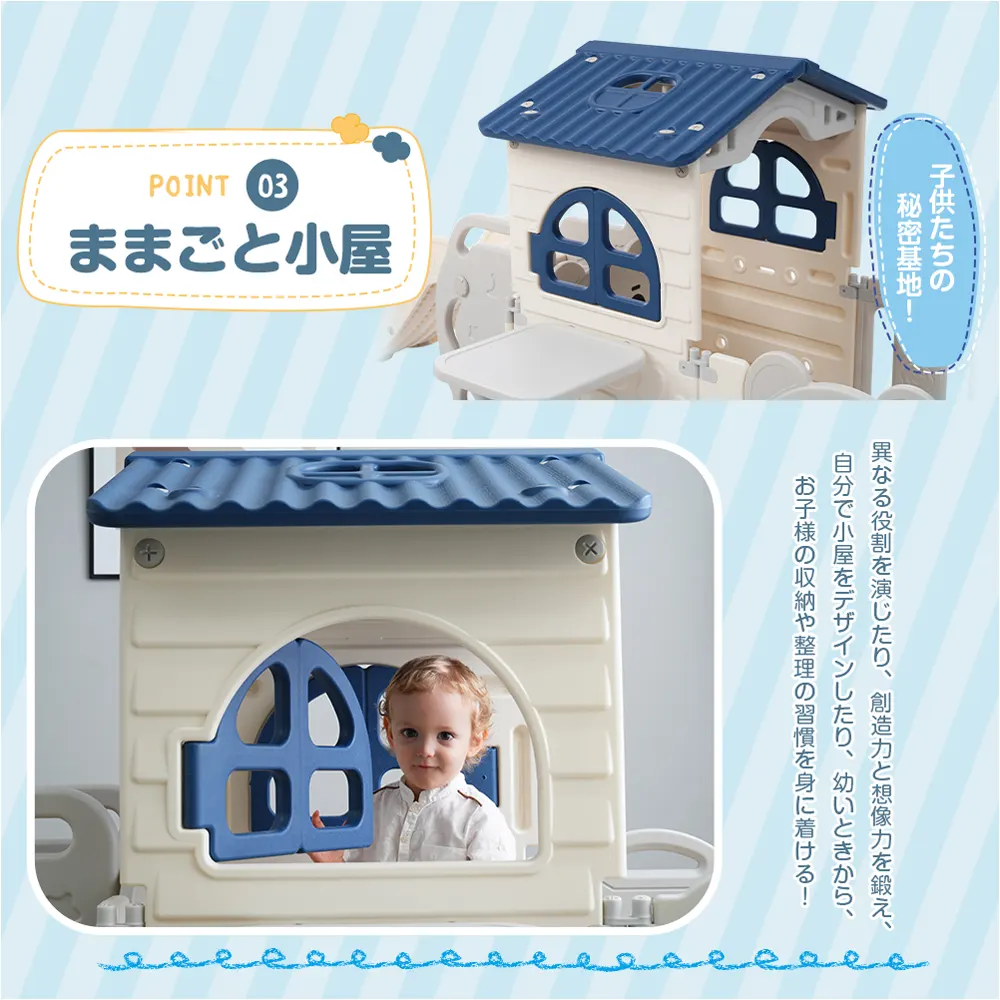 POINT 03
ままごと小屋
子供たちの
秘密基地！
異なる役割を演じたり、創造力と想像力を鍛え、
自分で小屋をデザインしたり、幼いときから、
お子様の収納や整理の習慣を身に着ける！